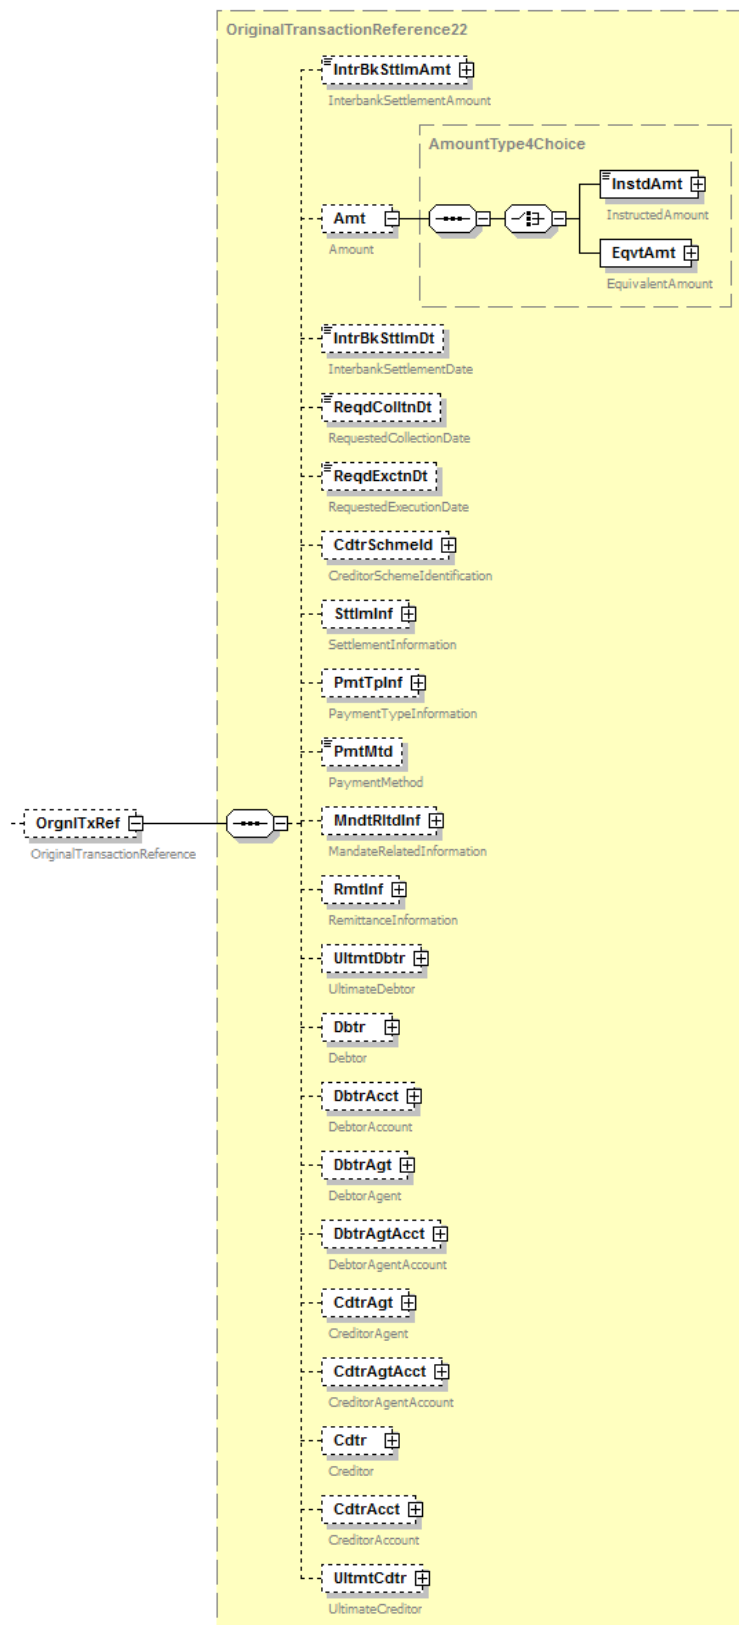 OriginalTransactionReference22
IntrBkSttlmAmt
InterbankSettlementAmount
AmountType4Choice
InstdAmt
InstructedAmount
Amt
Amount
EqvtAmt
EquivalentAmount
IntrBkSttlmDt
InterbankSettlementDate
ReqdColltnDt
RequestedCollectionDate
ReqdExctnDt
RequestedExecutionDate
CdtrSchmeId
CreditorSchemeIdentification
SttlmInf
SettlementInformation
PmtTpInf
PaymentTypeInformation
PmtMtd
PaymentMethod
OrgnlTxRef
OriginalTransactionReference
MndtRltdInf
MandateRelatedInformation
RmtInf
RemittanceInformation
UltmtDbtr
UltimateDebtor
Dbtr
Debtor
DbtrAcct
DebtorAccount
DbtrAgt
DebtorAgent
DbtrAgtAcct
DebtorAgentAccount
CdtrAgt
CreditorAgent
CdtrAgtAcct
CreditorAgentAccount
Cdtr
Creditor
CdtrAcct
CreditorAccount
UltmtCdtr
UltimateCreditor